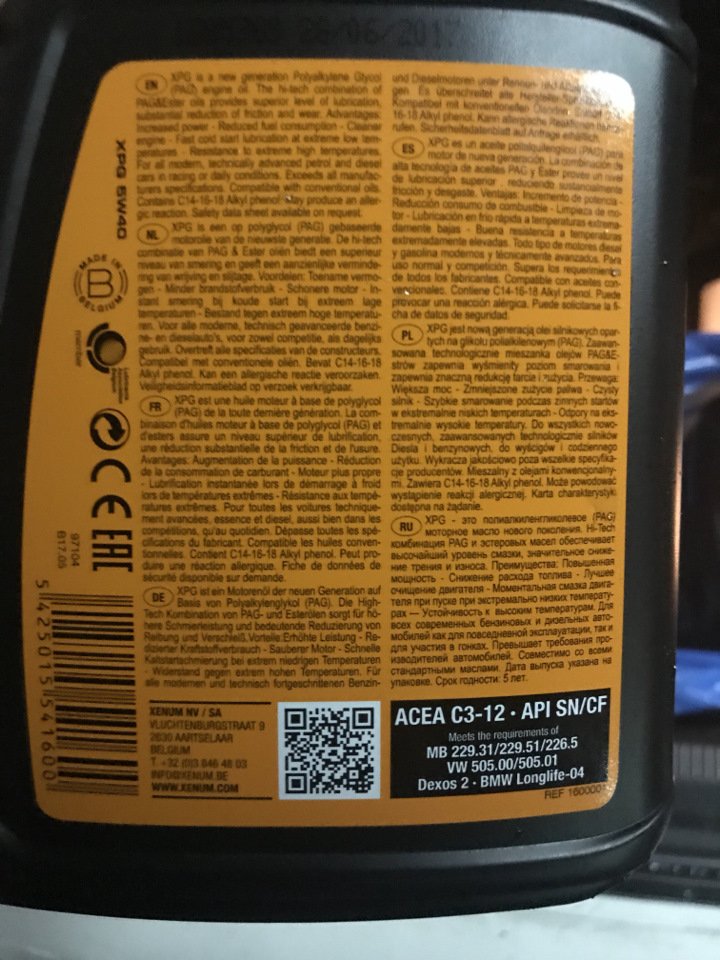 26/06/2017
EN XPG is a new generation Polyalkylene Glycol
(PAG) engine oil. The hi-tech combination of
PAG&Ester oils provides superior level of lubrication,
substantial reduction of friction and wear. Advantages:
Increased power - Reduced fuel consumption - Cleaner
engine - Fast cold start lubrication at extreme low tem
peratures - Resistance to extreme high temperatures.
For all modern, technically advanced petrol and diesel
cars in racing or daily conditions. Exceeds all manufac-
turers specifications. Compatible with conventional oils.
Contains C14-16-18 Alkyl phenol. May produce an aller-
gic reaction. Safety data sheet available on request.
NL XPG is een op polyglycol (PAG) gebaseerde
motorolie van de nieuwste generatie. De hi-tech
combinatie van PAG & Ester oliën biedt een superieur
niveau van smering en geeft een aanzienlijke verminde-
ring van wrijving en slijtage. Voordelen: Toename vermo-
gen - Minder brandstofverbruik - Schonere motor - In-
stant smering bij koude start bij extreem lage
temperaturen - Bestand tegen extreem hoge temperatu-
ren. Voor alle moderne, technisch geavanceerde benzi-
ne- en dieselauto's, voor zowel competitie, als dagelijks
gebruik. Overtreft alle specificaties van de constructeurs.
Compatibel met conventionele oliën. Bevat C14-16-18
Alkyl phenol. Kan een allergische reactie veroorzaken.
Veiligheidsinformatieblad op verzoek verkrijgbaar.
FR XPG est une huile moteur à base de polyglycol
(PAG) de la toute dernière génération. La com-
binaison d'huiles moteur à base de polyglycol (PAG) et
d'esters assure un niveau supérieur de lubrification,
une réduction substantielle de la friction et de l'usure.
Avantages: Augmentation de la puissance - Réduction
de la consommation de carburant - Moteur plus propre
- Lubrification instantanée lors de démarrage à froid
lors de températures extrêmes - Résistance aux tempé-
ratures extrêmes. Pour toutes les voitures technique-
ment avancées, essence et diesel, aussi bien dans les
compétitions, qu'au quotidien. Dépasse toutes les spé-
cifications du fabricant. Compatible les huiles conven-
tionnelles. Contient C14-16-18 Alkyl phenol. Peut pro-
duire une réaction allergique. Fiche de données de
sécurité disponible sur demande.
DE XPG ist ein Motorenöl der neuen Generation auf
Basis von Polyalkylenglykol (PAG). Die High-
Tech Kombination von PAG- und Esterölen sorgt für hö-
here Schmierleistung und bedeutende Reduzierung von
Reibung und Verschleiß.Vorteile:Erhöhte Leistung - Re-
duzierter Kraftstoffverbrauch - Sauberer Motor - Schnelle
Kaltstartschmierung bei extrem niedrigen Temperaturen
- Widerstand gegen extrem hohen Temperaturen. Für
alle modernen und technisch fortgeschrittenen Benzin-
und Dieselmotoren unter Rennen- und
gen. Es überschreitet alle Hersteller-
Kompatibel mit konventionellen Ölen.
16-18 Alkyl phenol. Kann allergische Reaktionen
rufen. Sicherheitsdatenblatt auf Anfrage erhältlich.
ES XPG es un aceite polialquilenglicol (PAG) para
motor de nueva generación. La combinación de
alta tecnología de aceites PAG y Ester provee un nivel
de lubricación superior, reduciendo sustancialmente
fricción y desgaste. Ventajas: Incremento de potencia -
Reducción consumo de combustible - Limpieza de mo-
tor - Lubricación en frío rápida a temperaturas extrema
damente bajas - Buena resistencia a temperaturas
extremadamente elevadas. Todo tipo de motores diesel
y gasolina modernos y técnicamente avanzados. Para
uso normal y competición. Supera los requerimientos
de todos los fabricantes. Compatible con aceites con-
vencionales. Contiene C14-16-18 Alkyl phenol. Puede
provocar una reacción alérgica. Puede solicitarse la fi-
cha de datos de seguridad.
PL XPG jest nową generacją olei silnikowych opar-
tych na glikolu polialkilenowym (PAG). Zaawan-
sowana technologicznie mieszanka olejów PAG&E-
strów zapewnia wyśmienity poziom smarowania i
zapewnia znaczną redukcję tarcia i zużycia. Przewaga:
Większa moc - Zmniejszone zużycie paliwa - Czysty
silnik - Szybkie smarowanie podczas zimnych startów
w ekstremalnie niskich temperaturach - Odporny na eks-
tremalnie wysokie temperatury. Do wszystkich nowo-
czesnych, zaawansowanych technologicznie silników
Diesla i benzynowych, do wyścigów i codziennego
użytku. Wykracza jakościowo poza wszelkie specyfika-
cje producentów. Mieszalny z olejami konwencjonalny-
mi. Zawiera C14-16-18 Alkyl phenol. Może powodować
wystąpienie reakcji alergicznej. Karta charakterystyki
dostępna na żądanie.
RU XPG - это полиалкиленгликолевое (PAG)
моторное масло нового поколения. Hi-Tech
комбинация PAG и эстеровых масел обеспечивает
высочайший уровень смазки, значительное сниже-
ние трения и износа. Преимущества: Повышенная
мощность - Снижение расхода топлива - Лучшее
очищение двигателя - Моментальная смазка двига-
теля при пуске при экстремально низких температу-
рах — Устойчивость к высоким температурам. Для
всех современных бензиновых и дизельных авто-
мобилей как для повседневной эксплуатации, так и
для участия в гонках. Превышает требования про-
изводителей автомобилей. Совместимо со всеми
стандартными маслами. Дата выпуска указана на
упаковке. Срок годности: 5 лет.
XPG 5W40
MADE IN
B
BELGIUM
member
CE EAC
97104
B17.06
5 425015 541600
XENUM NV / SA
VLUCHTENBURGSTRAAT 9
2630 AARTSELAAR
BELGIUM
T. +32 (0)3 646 48 03
INFO@XENUM.BE
WWW.XENUM.COM
ACEA C3-12 · API SN/CF
Meets the requirements of
MB 229.31/229.51/226.5
VW 505.00/505.01
Dexos 2 · BMW Longlife-04
REF 1600001